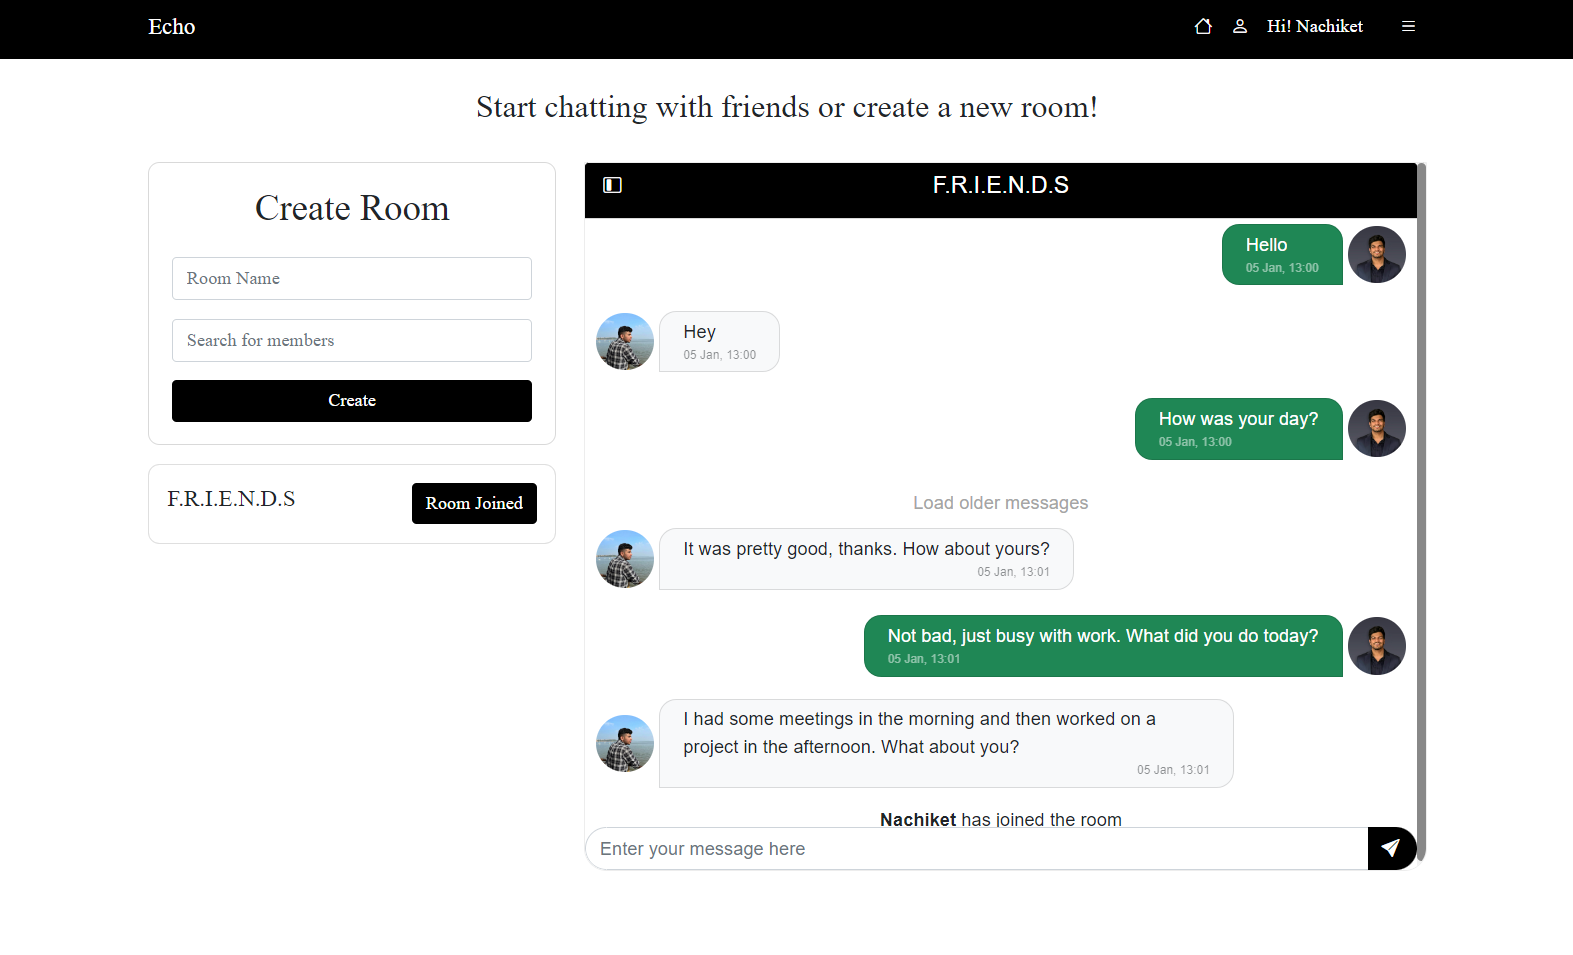 Echo
Hi! Nachiket
Start chatting with friends or create a new room!
Create Room
Room Name
Search for members
Create
F.R.I.E.N.D.S
Room Joined
F.R.I.E.N.D.S
Hello
05 Jan, 13:00
Hey
05 Jan, 13:00
How was your day?
05 Jan, 13:00
Load older messages
It was pretty good, thanks. How about yours?
05 Jan, 13:01
Not bad, just busy with work. What did you do today?
05 Jan, 13:01
I had some meetings in the morning and then worked on a
project in the afternoon. What about you?
05 Jan, 13:01
Nachiket has joined the room
Enter your message here